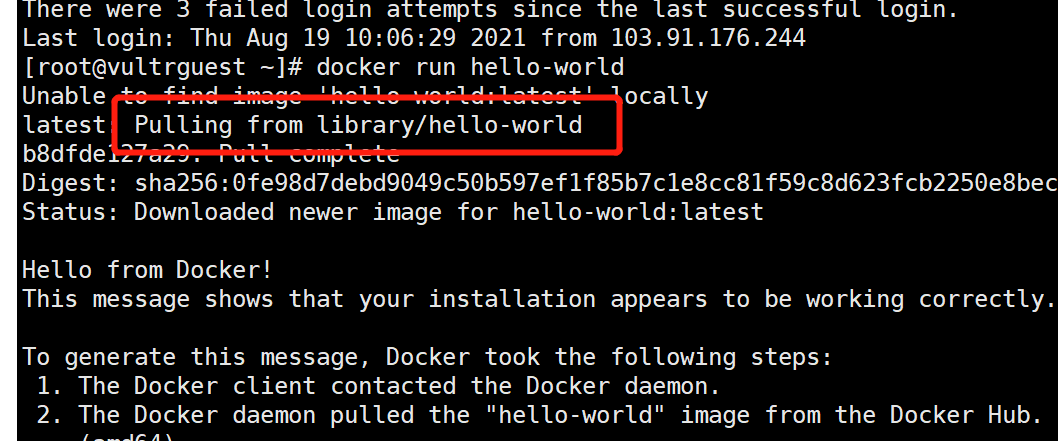 There were 3 failed login attempts since the last successful login.
Last login: Thu Aug 19 10:06:29 2021 from 103.91.176.244
[root@vultrguest ~]# docker run hello-world
Unable to find image 'hello-world:latest' locally
latest: Pulling from library/hello-world
b8dfde127a29: Pull complete
Digest: sha256:0fe98d7debd9049c50b597ef1f85b7c1e8cc81f59c8d623fcb2250e8bec
Status: Downloaded newer image for hello-world:latest
Hello from Docker!
This message shows that your installation appears to be working correctly.
To generate this message, Docker took the following steps:
1. The Docker client contacted the Docker daemon.
2. The Docker daemon pulled the "hello-world" image from the Docker Hub.
(amd64)